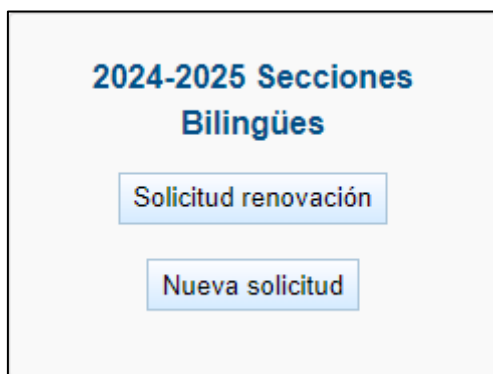 2024-2025 Secciones
Bilingües
Solicitud renovación
Nueva solicitud